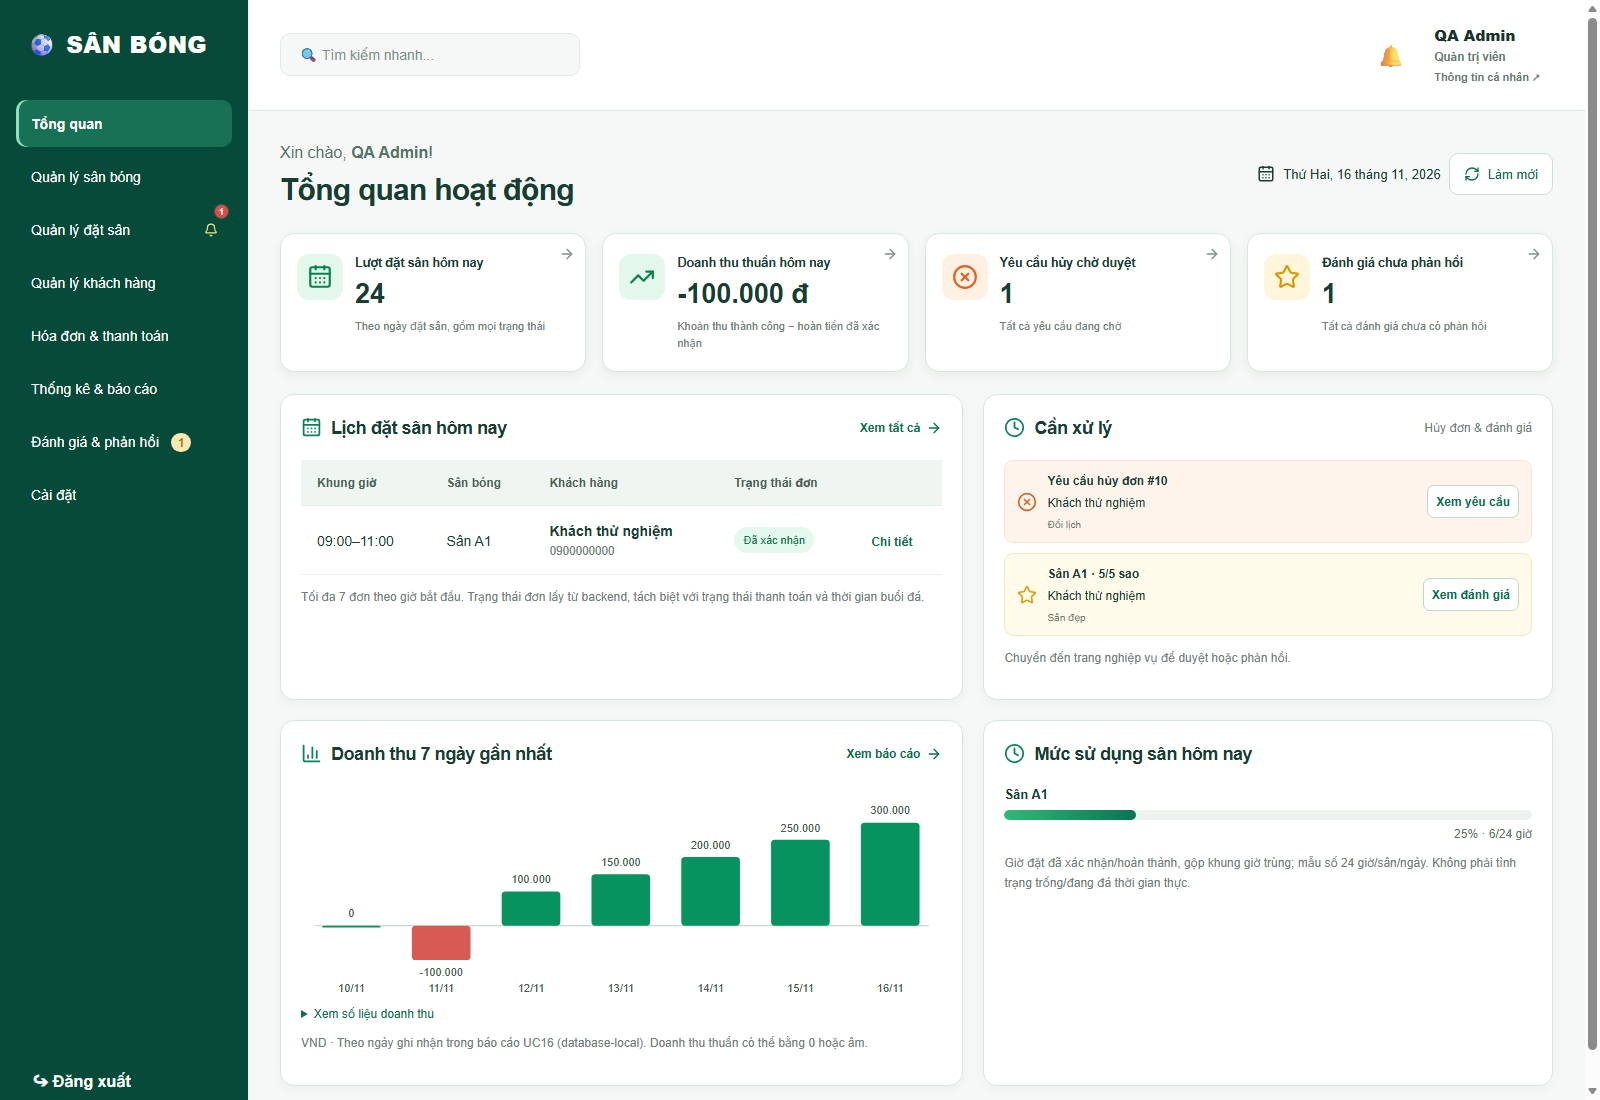 SÂN BÓNG
Tổng quan
Quản lý sân bóng
Quản lý đặt sân
1
Quản lý khách hàng
Hóa đơn & thanh toán
Thống kê & báo cáo
Đánh giá & phản hồi 1
Cài đặt
Đăng xuất
Tìm kiếm nhanh...
QA Admin
Quản trị viên
Thông tin cá nhân ↗
Xin chào, QA Admin!
Tổng quan hoạt động
Thứ Hai, 16 tháng 11, 2026
Làm mới
Lượt đặt sân hôm nay
24
Theo ngày đặt sân, gồm mọi trạng thái
Doanh thu thuần hôm nay
-100.000 đ
Khoản thu thành công – hoàn tiền đã xác
nhận
Yêu cầu hủy chờ duyệt
1
Tất cả yêu cầu đang chờ
Đánh giá chưa phản hồi
1
Tất cả đánh giá chưa có phản hồi
Lịch đặt sân hôm nay
Xem tất cả →
Khung giờ Sân bóng Khách hàng Trạng thái đơn
09:00–11:00 Sân A1 Khách thử nghiệm Đã xác nhận Chi tiết
0900000000
Tối đa 7 đơn theo giờ bắt đầu. Trạng thái đơn lấy từ backend, tách biệt với trạng thái thanh toán và thời gian buổi đá.
Cần xử lý
Hủy đơn & đánh giá
Yêu cầu hủy đơn #10
Khách thử nghiệm
Đổi lịch
Xem yêu cầu
Sân A1 · 5/5 sao
Khách thử nghiệm
Sân đẹp
Xem đánh giá
Chuyển đến trang nghiệp vụ để duyệt hoặc phản hồi.
Doanh thu 7 ngày gần nhất
Xem báo cáo →
0 -100.000 100.000 150.000 200.000 250.000 300.000
10/11 11/11 12/11 13/11 14/11 15/11 16/11
Xem số liệu doanh thu
VND · Theo ngày ghi nhận trong báo cáo UC16 (database-local). Doanh thu thuần có thể bằng 0 hoặc âm.
Mức sử dụng sân hôm nay
Sân A1
25% · 6/24 giờ
Giờ đặt đã xác nhận/hoàn thành, gộp khung giờ trùng; mẫu số 24 giờ/sân/ngày. Không phải tình
trạng trống/đang đá thời gian thực.